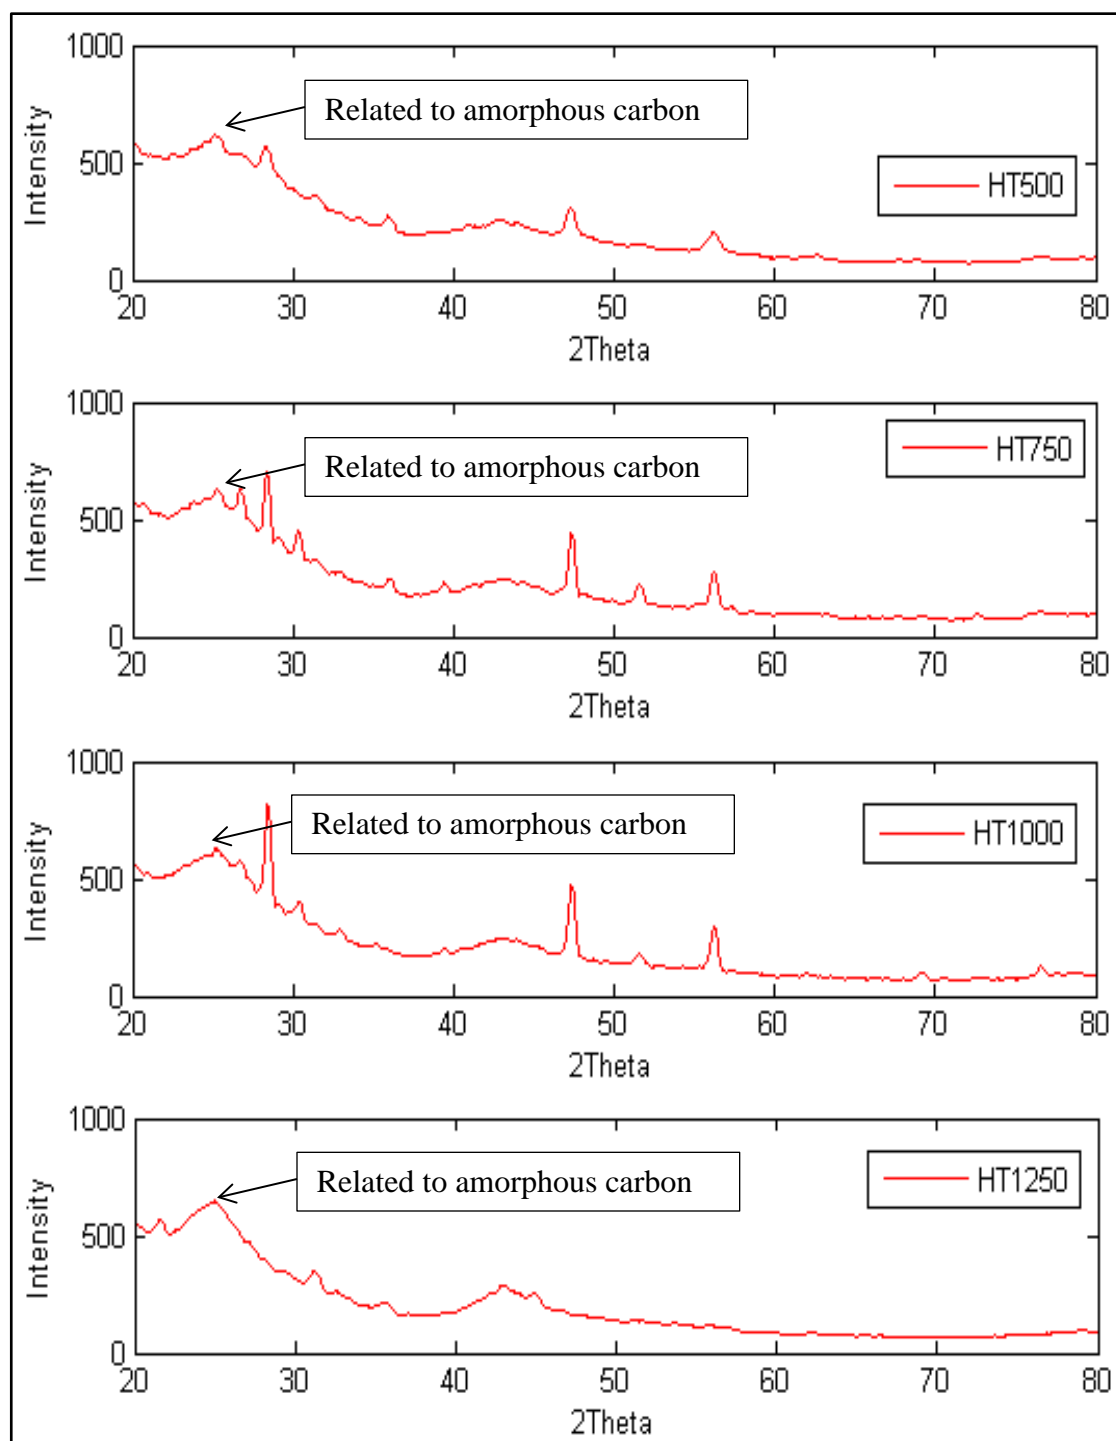 1000
Related to amorphous carbon
500
HT500
Intensity
0
20 30 40 50 60 70 80
2Theta
1000
Related to amorphous carbon
HT750
500
Intensity
0
20 30 40 50 60 70 80
2Theta
1000
Related to amorphous carbon
HT1000
500
Intensity
0
20 30 40 50 60 70 80
2Theta
1000
Related to amorphous carbon
HT1250
500
Intensity
0
20 30 40 50 60 70 80
2Theta